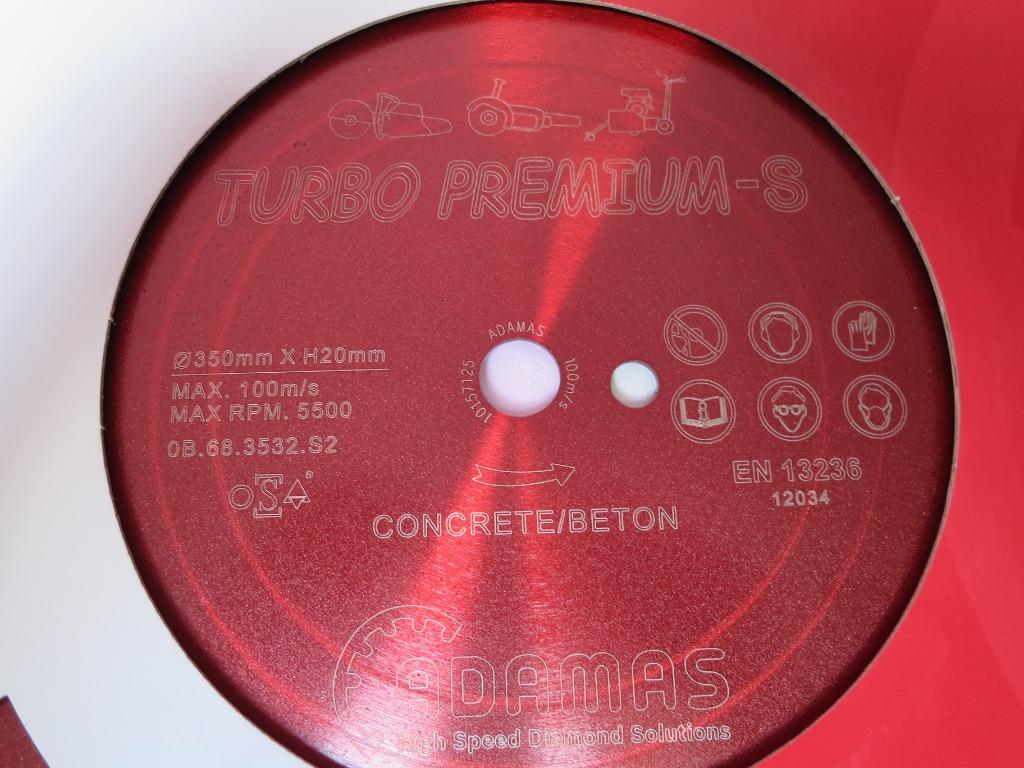 TURBO PREMIUM-S
Ø350mm X H20mm
MAX. 100m/s
MAX RPM. 5500
0B.68.3532.S2
oSA®
ADAMAS
100m/s
10157125
EN 13236
12034
CONCRETE/BETON
ADAMAS
High Speed Diamond Solutions